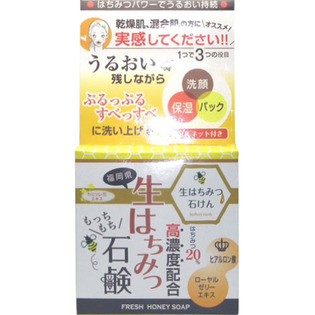 はちみつパワーでうるおい持続
乾燥肌、混合肌の方にオススメ
実感してください!!
1つで3つの役目
うるおい
残しながら
洗顔
保湿
パック
ぷるっぷる
すべっすべ
に洗い上げ
ネット付き
福岡県
生はちみつ
石けん
もっちもち
生はちみつ
石鹸
高濃度配合
はちみつ
20%
ヒアルロン酸
ローヤル
ゼリー
エキス
FRESH HONEY SOAP